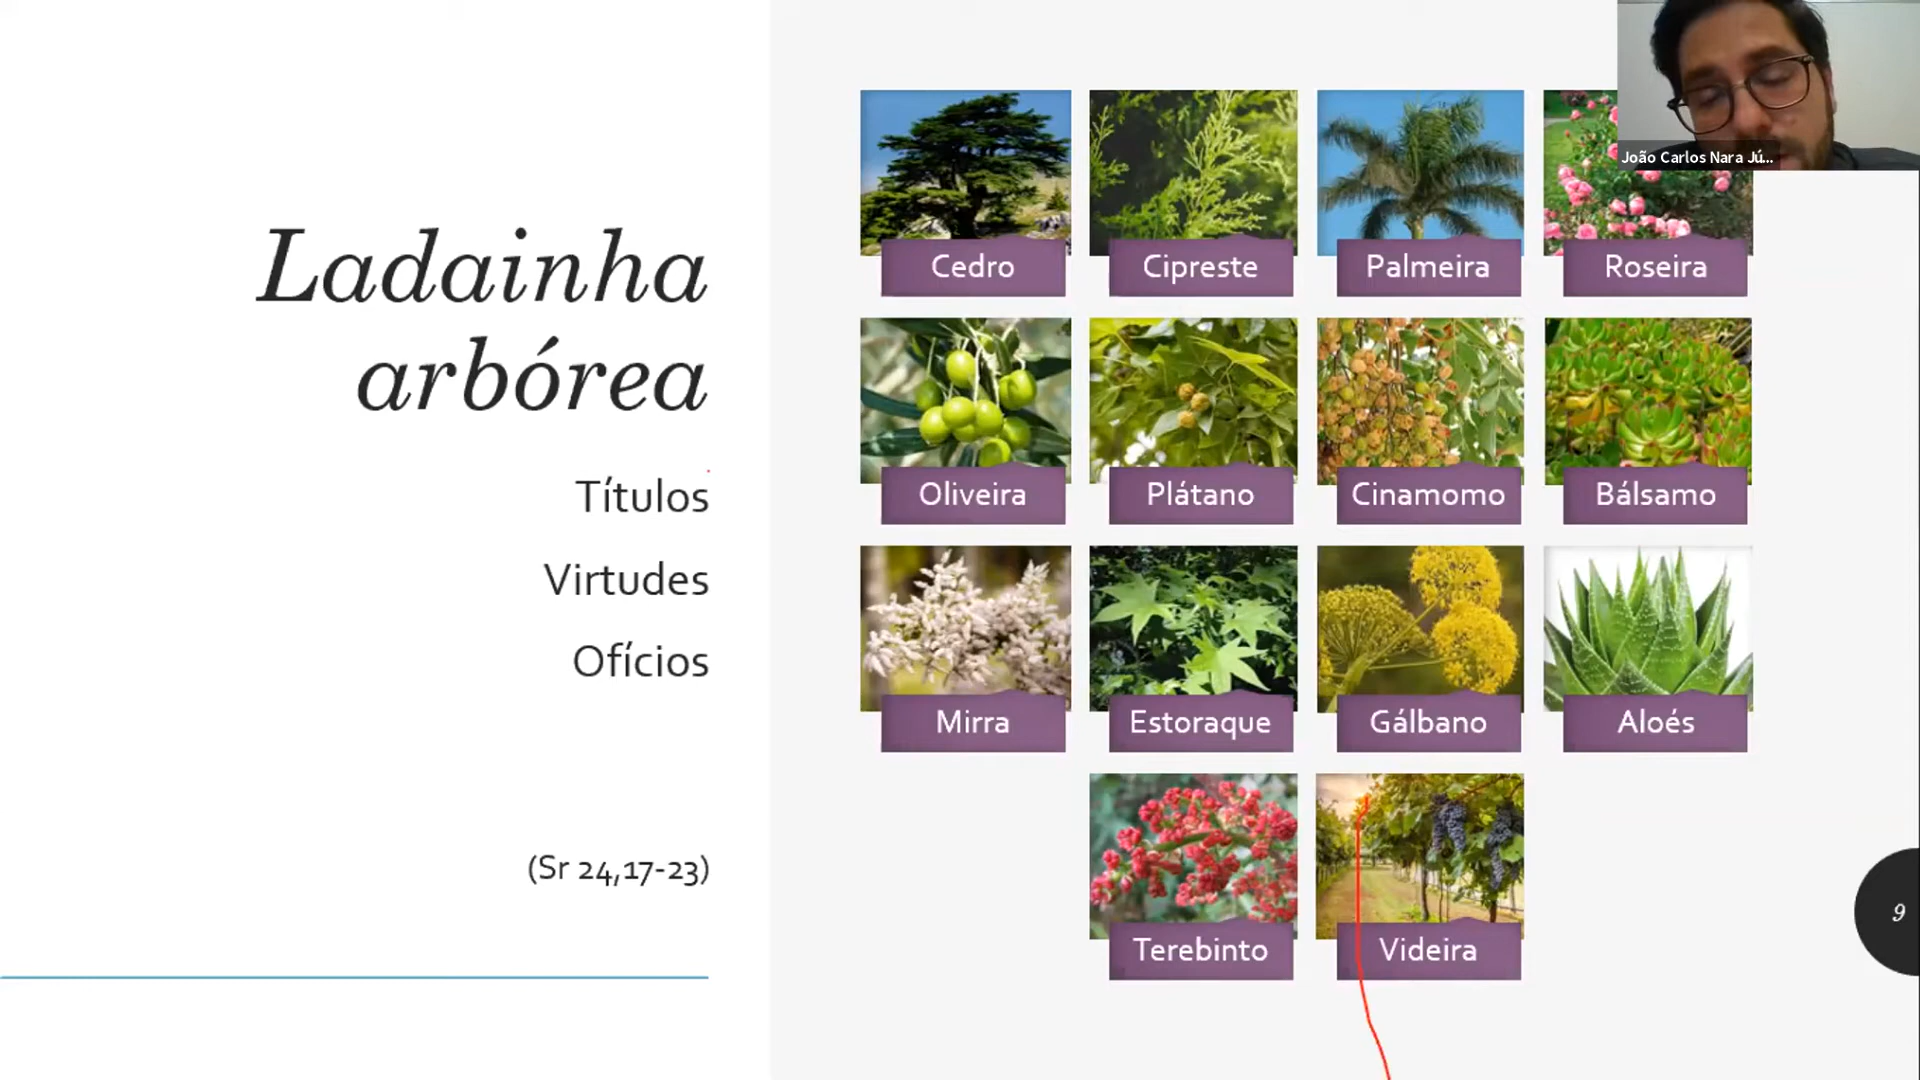 Ladainha
arbórea
Títulos
Virtudes
Ofícios
(Sr 24,17-23)
João Carlos Nara Jú...
Cedro
Cipreste
Palmeira
Roseira
Oliveira
Plátano
Cinamomo
Bálsamo
Mirra
Estoraque
Gálbano
Aloés
Terebinto
Videira
9